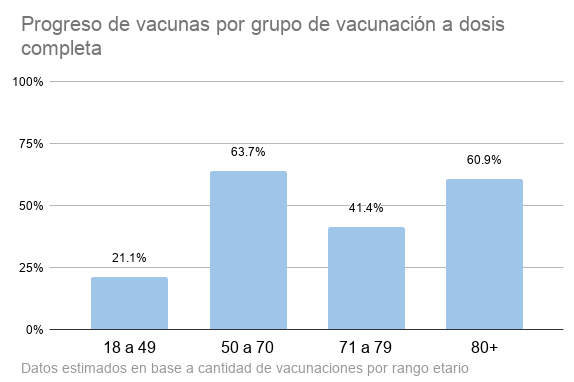 Progreso de vacunas por grupo de vacunación a dosis
completa
100%
75%
50%
25%
0%
21.1%
63.7%
41.4%
60.9%
18 a 49
50 a 70
71 a 79
80+
Datos estimados en base a cantidad de vacunaciones por rango etario